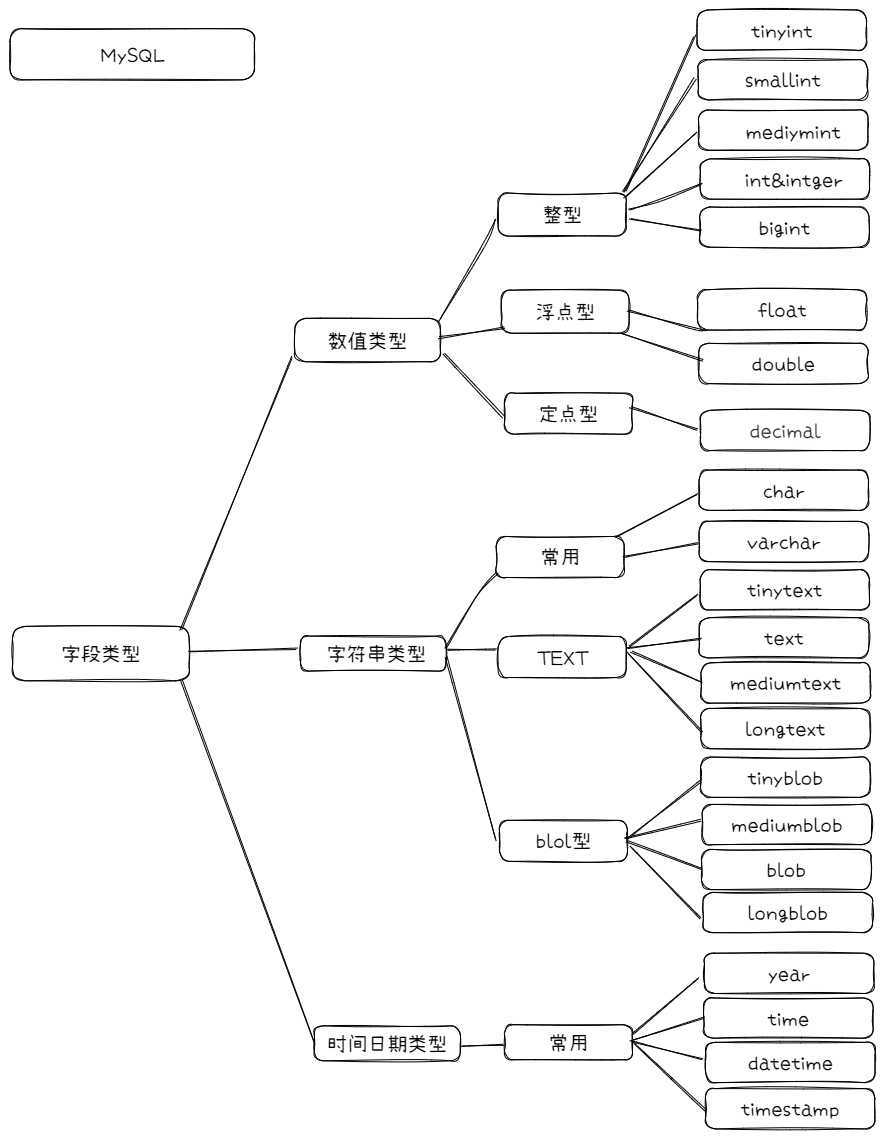 MySQL
tinyint
smallint
mediymint
int&intger
整型
bigint
浮点型
float
数值类型
double
定点型
decimal
char
常用
varchar
tinytext
text
字段类型
字符串类型
TEXT
mediumtext
longtext
tinyblob
mediumblob
blol型
blob
longblob
year
time
时间日期类型
常用
datetime
timestamp